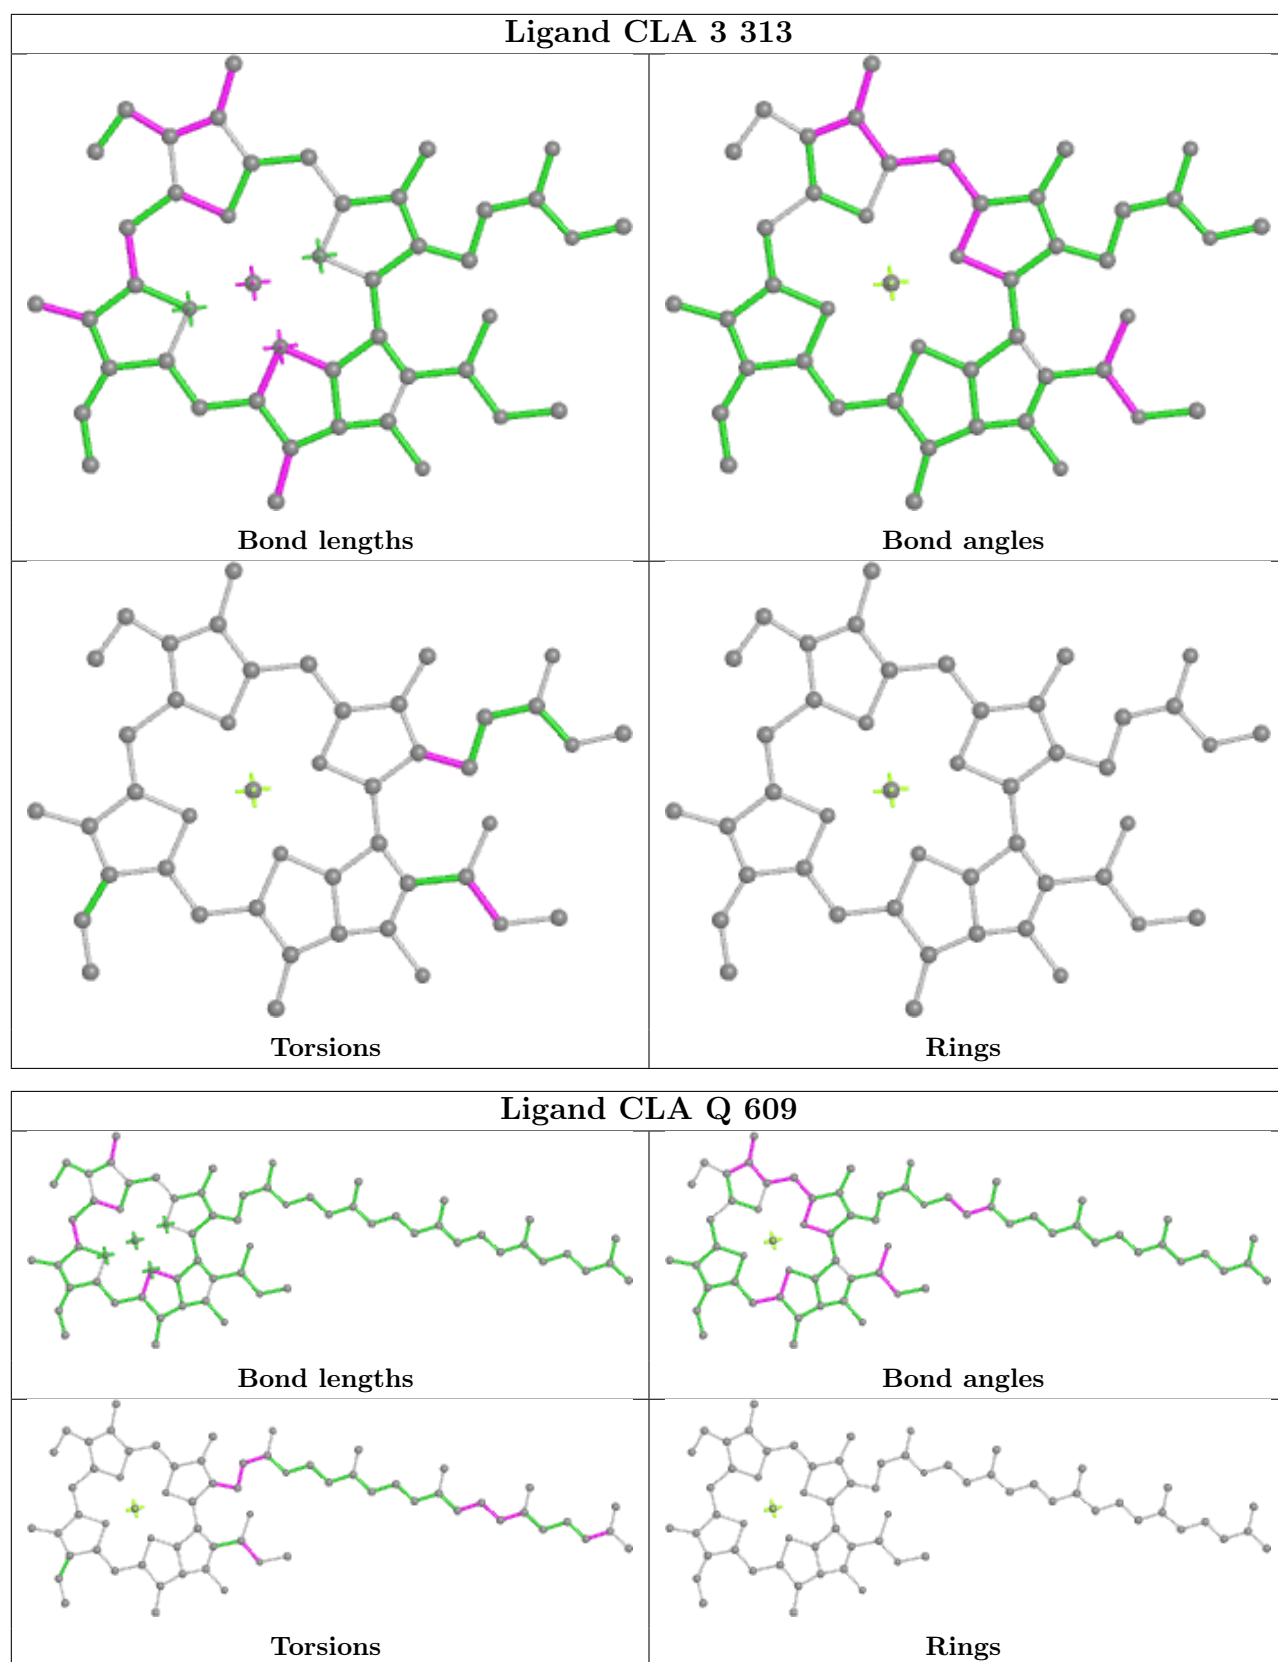 Ligand CLA 3 313
Bond lengths
Bond angles
Torsions
Rings
Ligand CLA Q 609
Bond lengths
Bond angles
Torsions
Rings